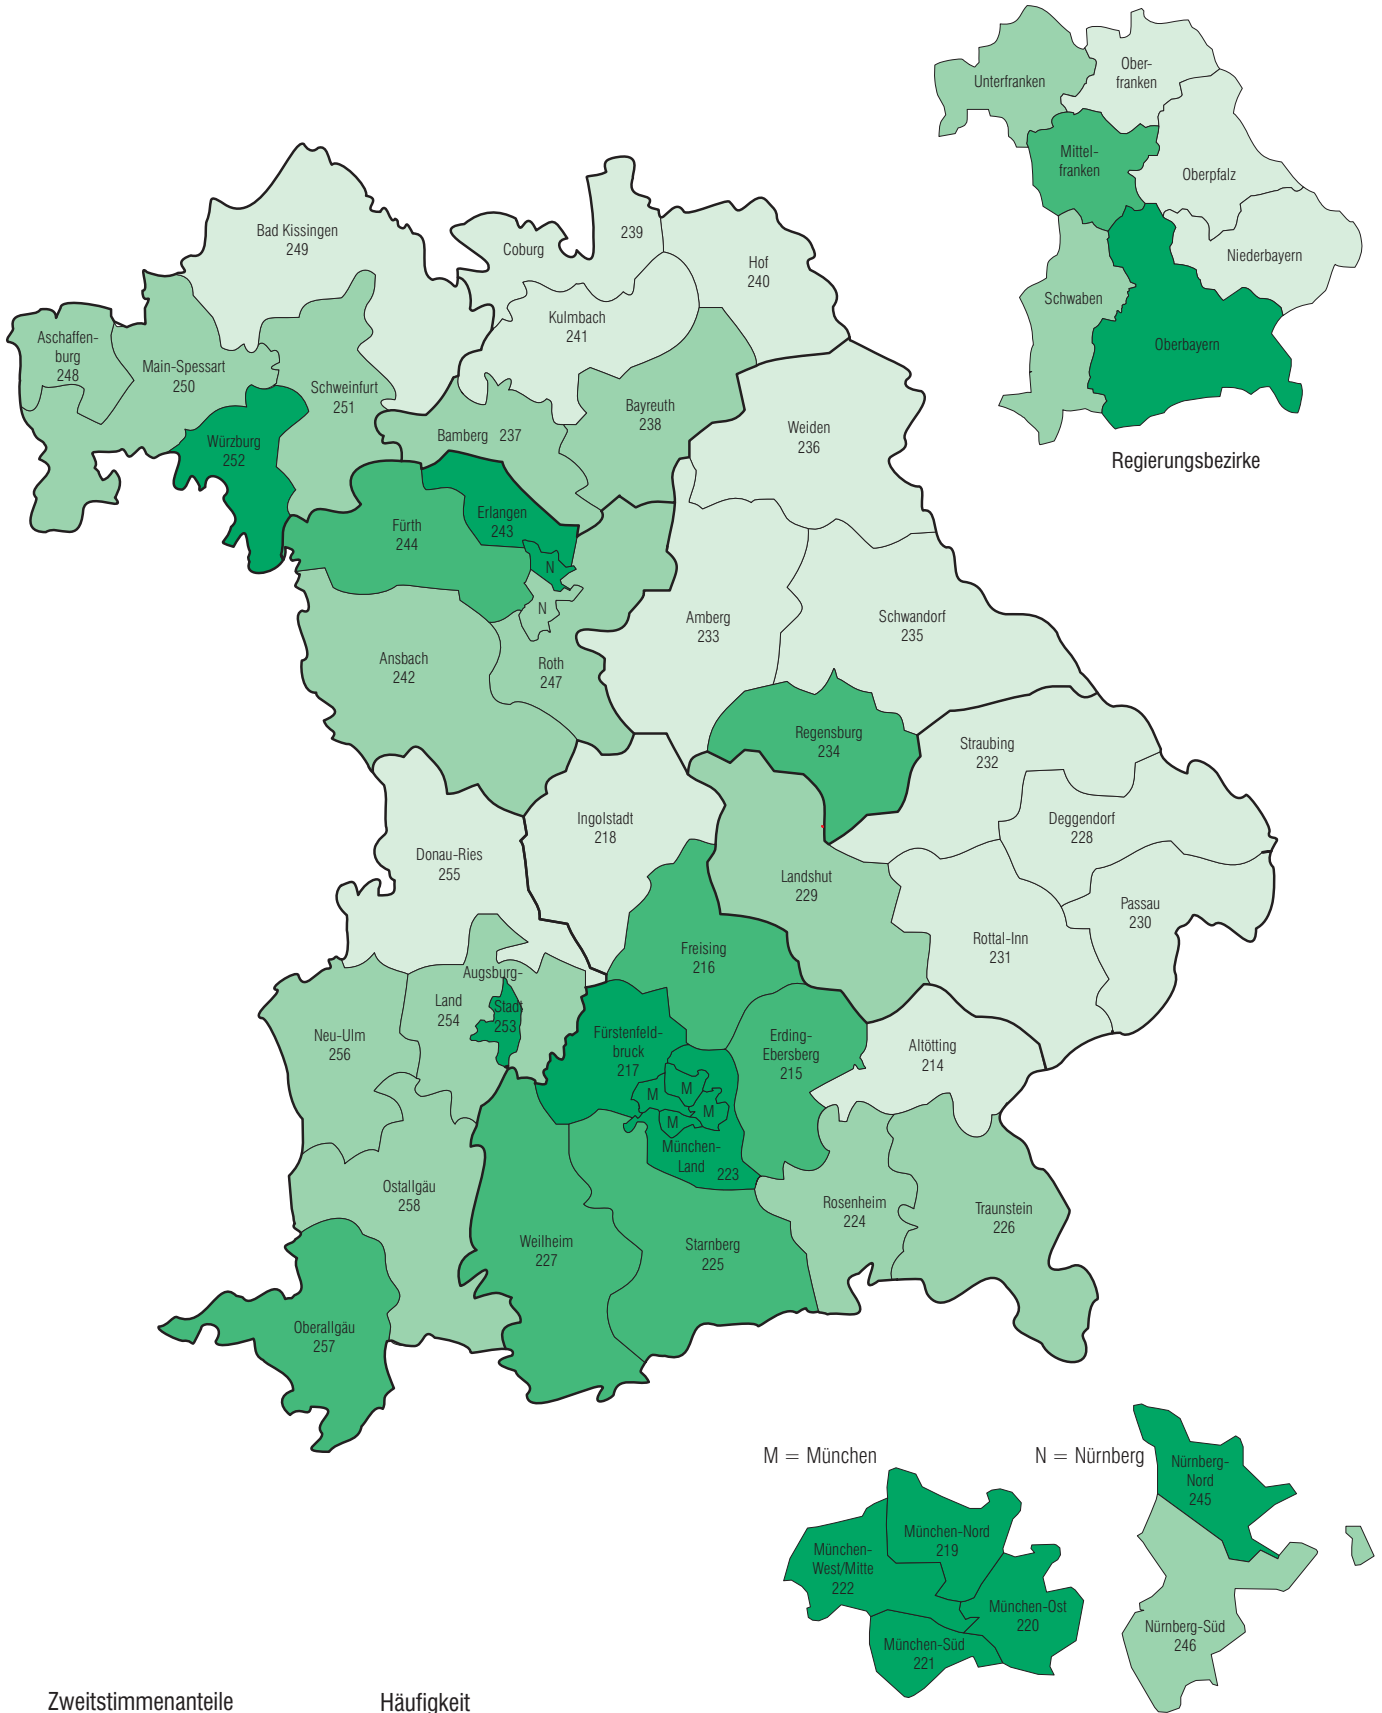 Unterfranken
Ober-
franken
Mittel-
franken
Oberpfalz
Niederbayern
Schwaben
Oberbayern
Regierungsbezirke
Bad Kissingen
249
Coburg
239
Hof
240
Kulmbach
241
Aschaffen-
burg
248
Main-Spessart
250
Schweinfurt
251
Bayreuth
238
Bamberg 237
Weiden
236
Würzburg
252
Erlangen
243
Fürth
244
N
N
Amberg
233
Schwandorf
235
Ansbach
242
Roth
247
Regensburg
234
Straubing
232
Ingolstadt
218
Deggendorf
228
Donau-Ries
255
Landshut
229
Passau
230
Rottal-Inn
231
Freising
216
Augsburg-
Land
254
Stadt
253
Neu-Ulm
256
Fürstenfeld-
bruck
217
Erding-
Ebersberg
215
Altötting
214
M
M
M
M
München-
Land 223
Ostallgäu
258
Rosenheim
224
Traunstein
226
Weilheim
227
Starnberg
225
Oberallgäu
257
M = München
N = Nürnberg
München-Nord
219
München-
West/Mitte
222
München-Ost
220
München-Süd
221
Nürnberg-
Nord
245
Nürnberg-Süd
246
Zweitstimmenanteile
Häufigkeit